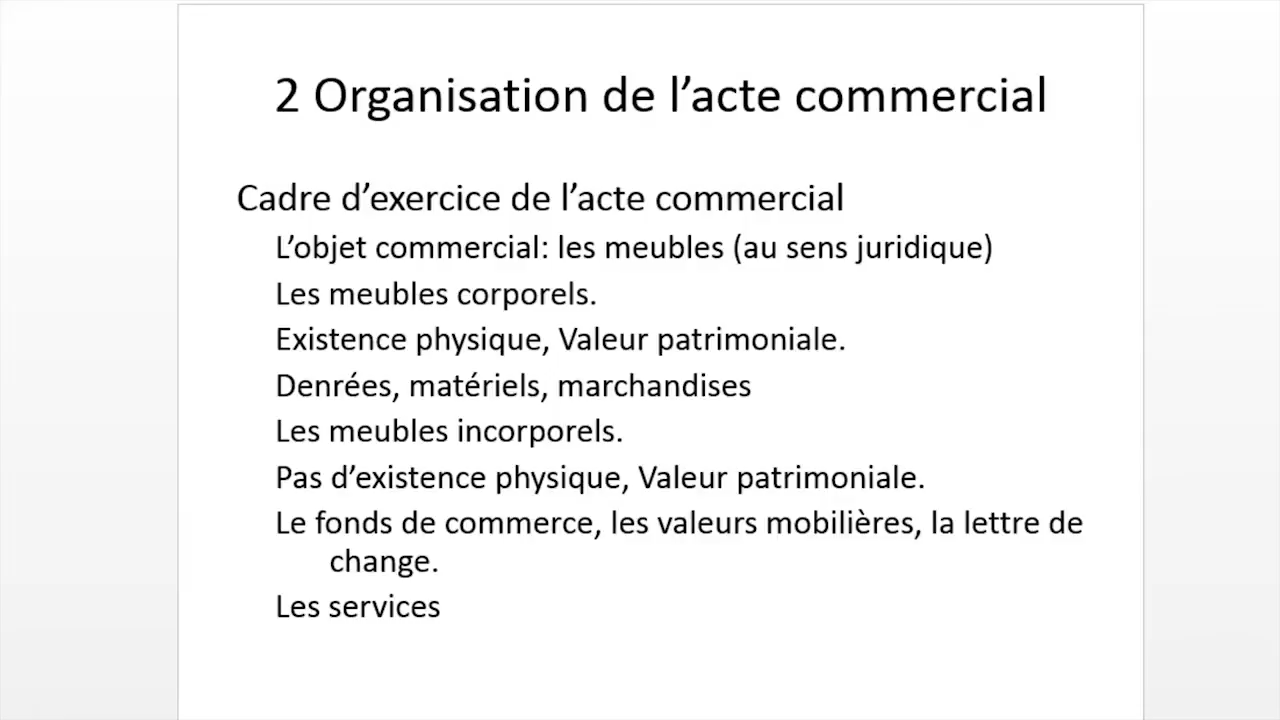 2 Organisation de l’acte commercial
Cadre d’exercice de l’acte commercial
L’objet commercial: les meubles (au sens juridique)
Les meubles corporels.
Existence physique, Valeur patrimoniale.
Denrées, matériels, marchandises
Les meubles incorporels.
Pas d’existence physique, Valeur patrimoniale.
Le fonds de commerce, les valeurs mobilières, la lettre de
change.
Les services